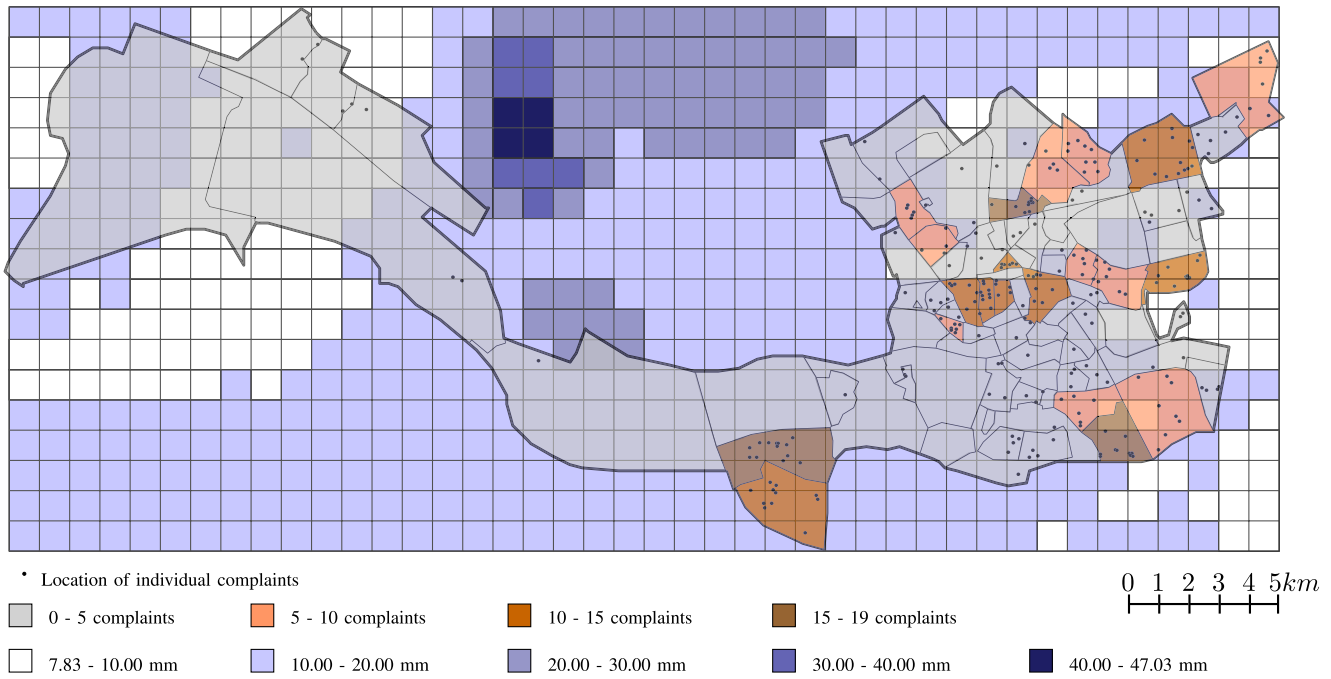 Location of individual complaints
0 1 2 3 4 5km
0 - 5 complaints
5 - 10 complaints
10 - 15 complaints
15 - 19 complaints
7.83 - 10.00 mm
10.00 - 20.00 mm
20.00 - 30.00 mm
30.00 - 40.00 mm
40.00 - 47.03 mm